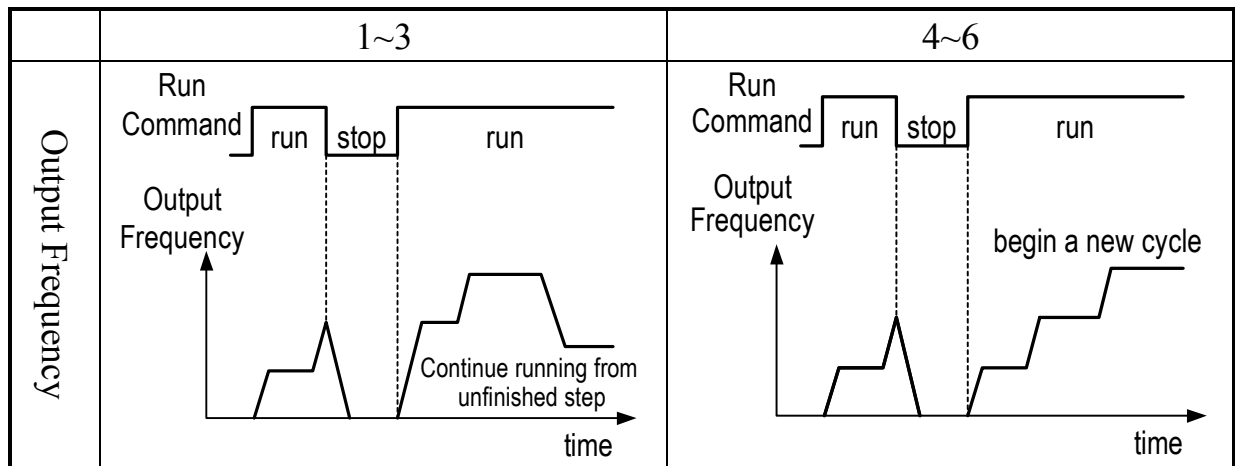 1~3
4~6
Output Frequency
Run
Command
run
stop
run
Output
Frequency
Continue running from
unfinished step
time
Run
Command
run
stop
run
Output
Frequency
begin a new cycle
time